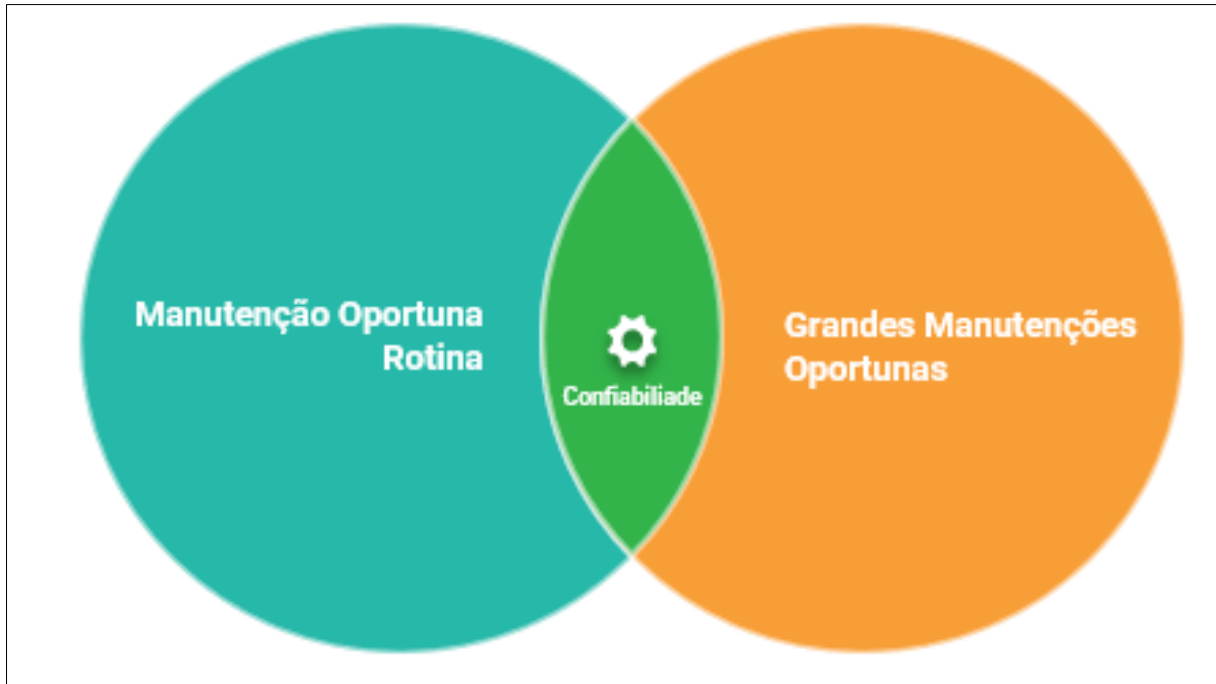 Manutenção Oportuna
Rotina
Confiabiliade
Grandes Manutenções
Oportunas